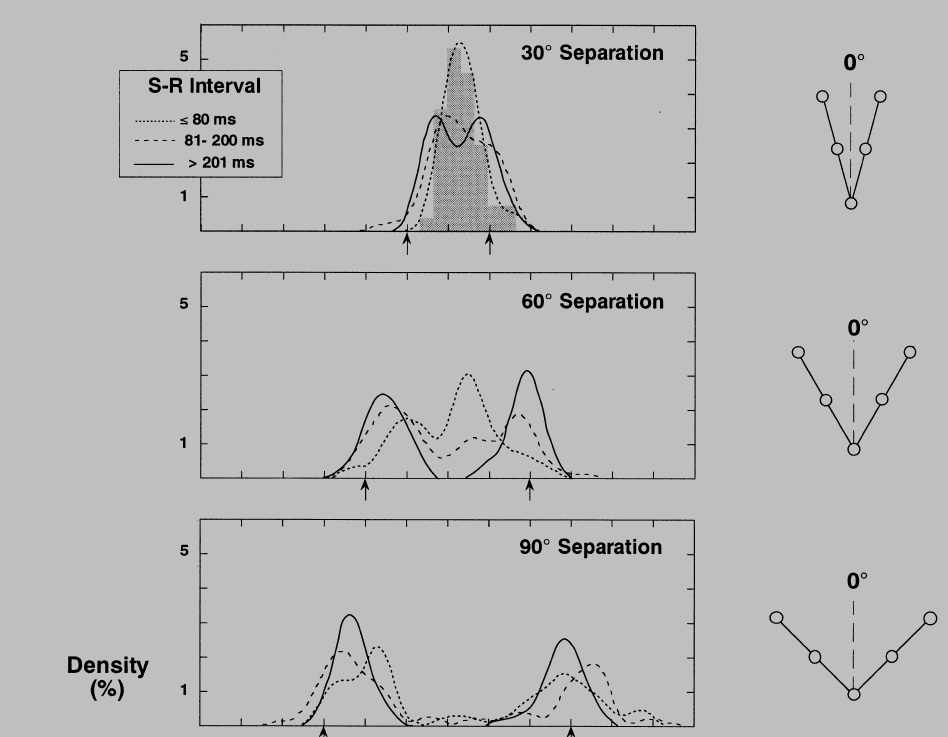 30° Separation
5
S-R Interval
≤ 80 ms
81- 200 ms
> 201 ms
1
0°
60° Separation
5
1
0°
90° Separation
5
1
Density
(%)
0°